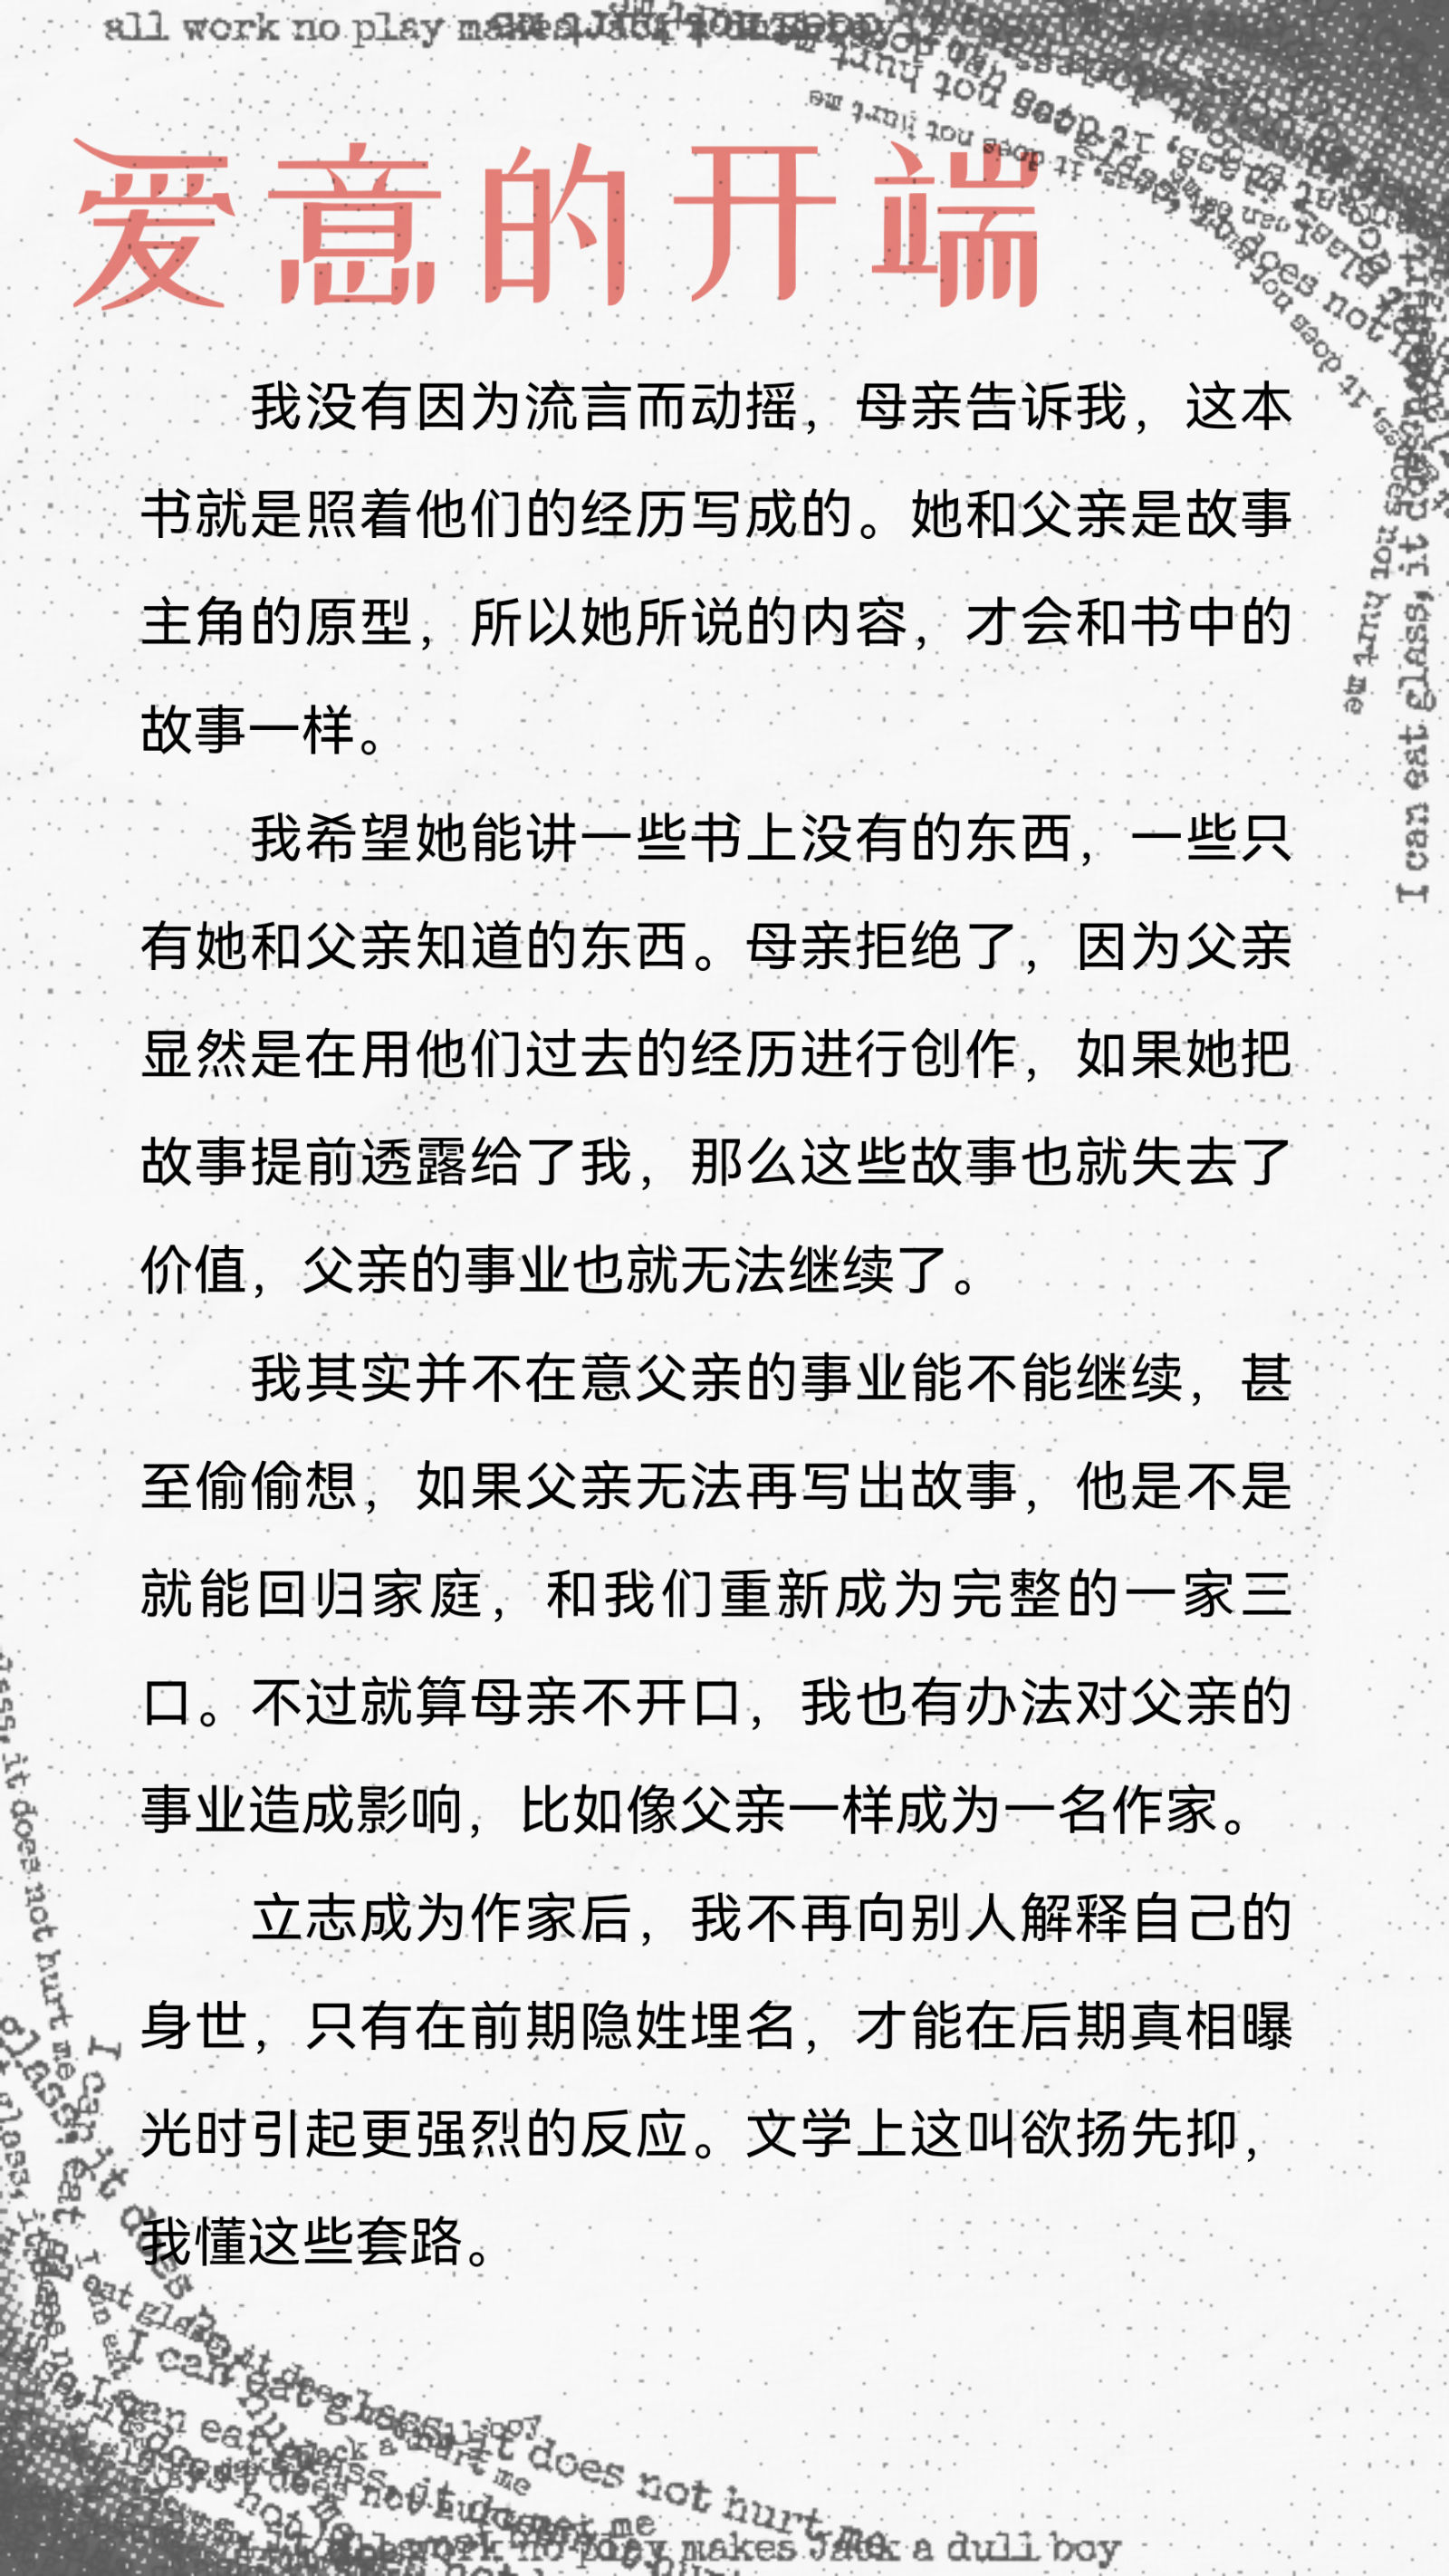 all work no play makes Jack a dull boy
爱意的开端
我没有因为流言而动摇，母亲告诉我，这本
书就是照着他们的经历写成的。她和父亲是故事
主角的原型，所以她所说的内容，才会和书中的
故事一样。
我希望她能讲一些书上没有的东西，一些只
有她和父亲知道的东西。母亲拒绝了，因为父亲
显然是在用他们过去的经历进行创作，如果她把
故事提前透露给了我，那么这些故事也就失去了
价值，父亲的事业也就无法继续了。
我其实并不在意父亲的事业能不能继续，甚
至偷偷想，如果父亲无法再写出故事，他是不是
就能回归家庭，和我们重新成为完整的一家三
口。不过就算母亲不开口，我也有办法对父亲的
事业造成影响，比如像父亲一样成为一名作家。
立志成为作家后，我不再向别人解释自己的
身世，只有在前期隐姓埋名，才能在后期真相曝
光时引起更强烈的反应。文学上这叫欲扬先抑，
我懂这些套路。
I can eat glass, it does not hurt me
I can eat glass, it does not hurt me
work no play makes Jack a dull boy